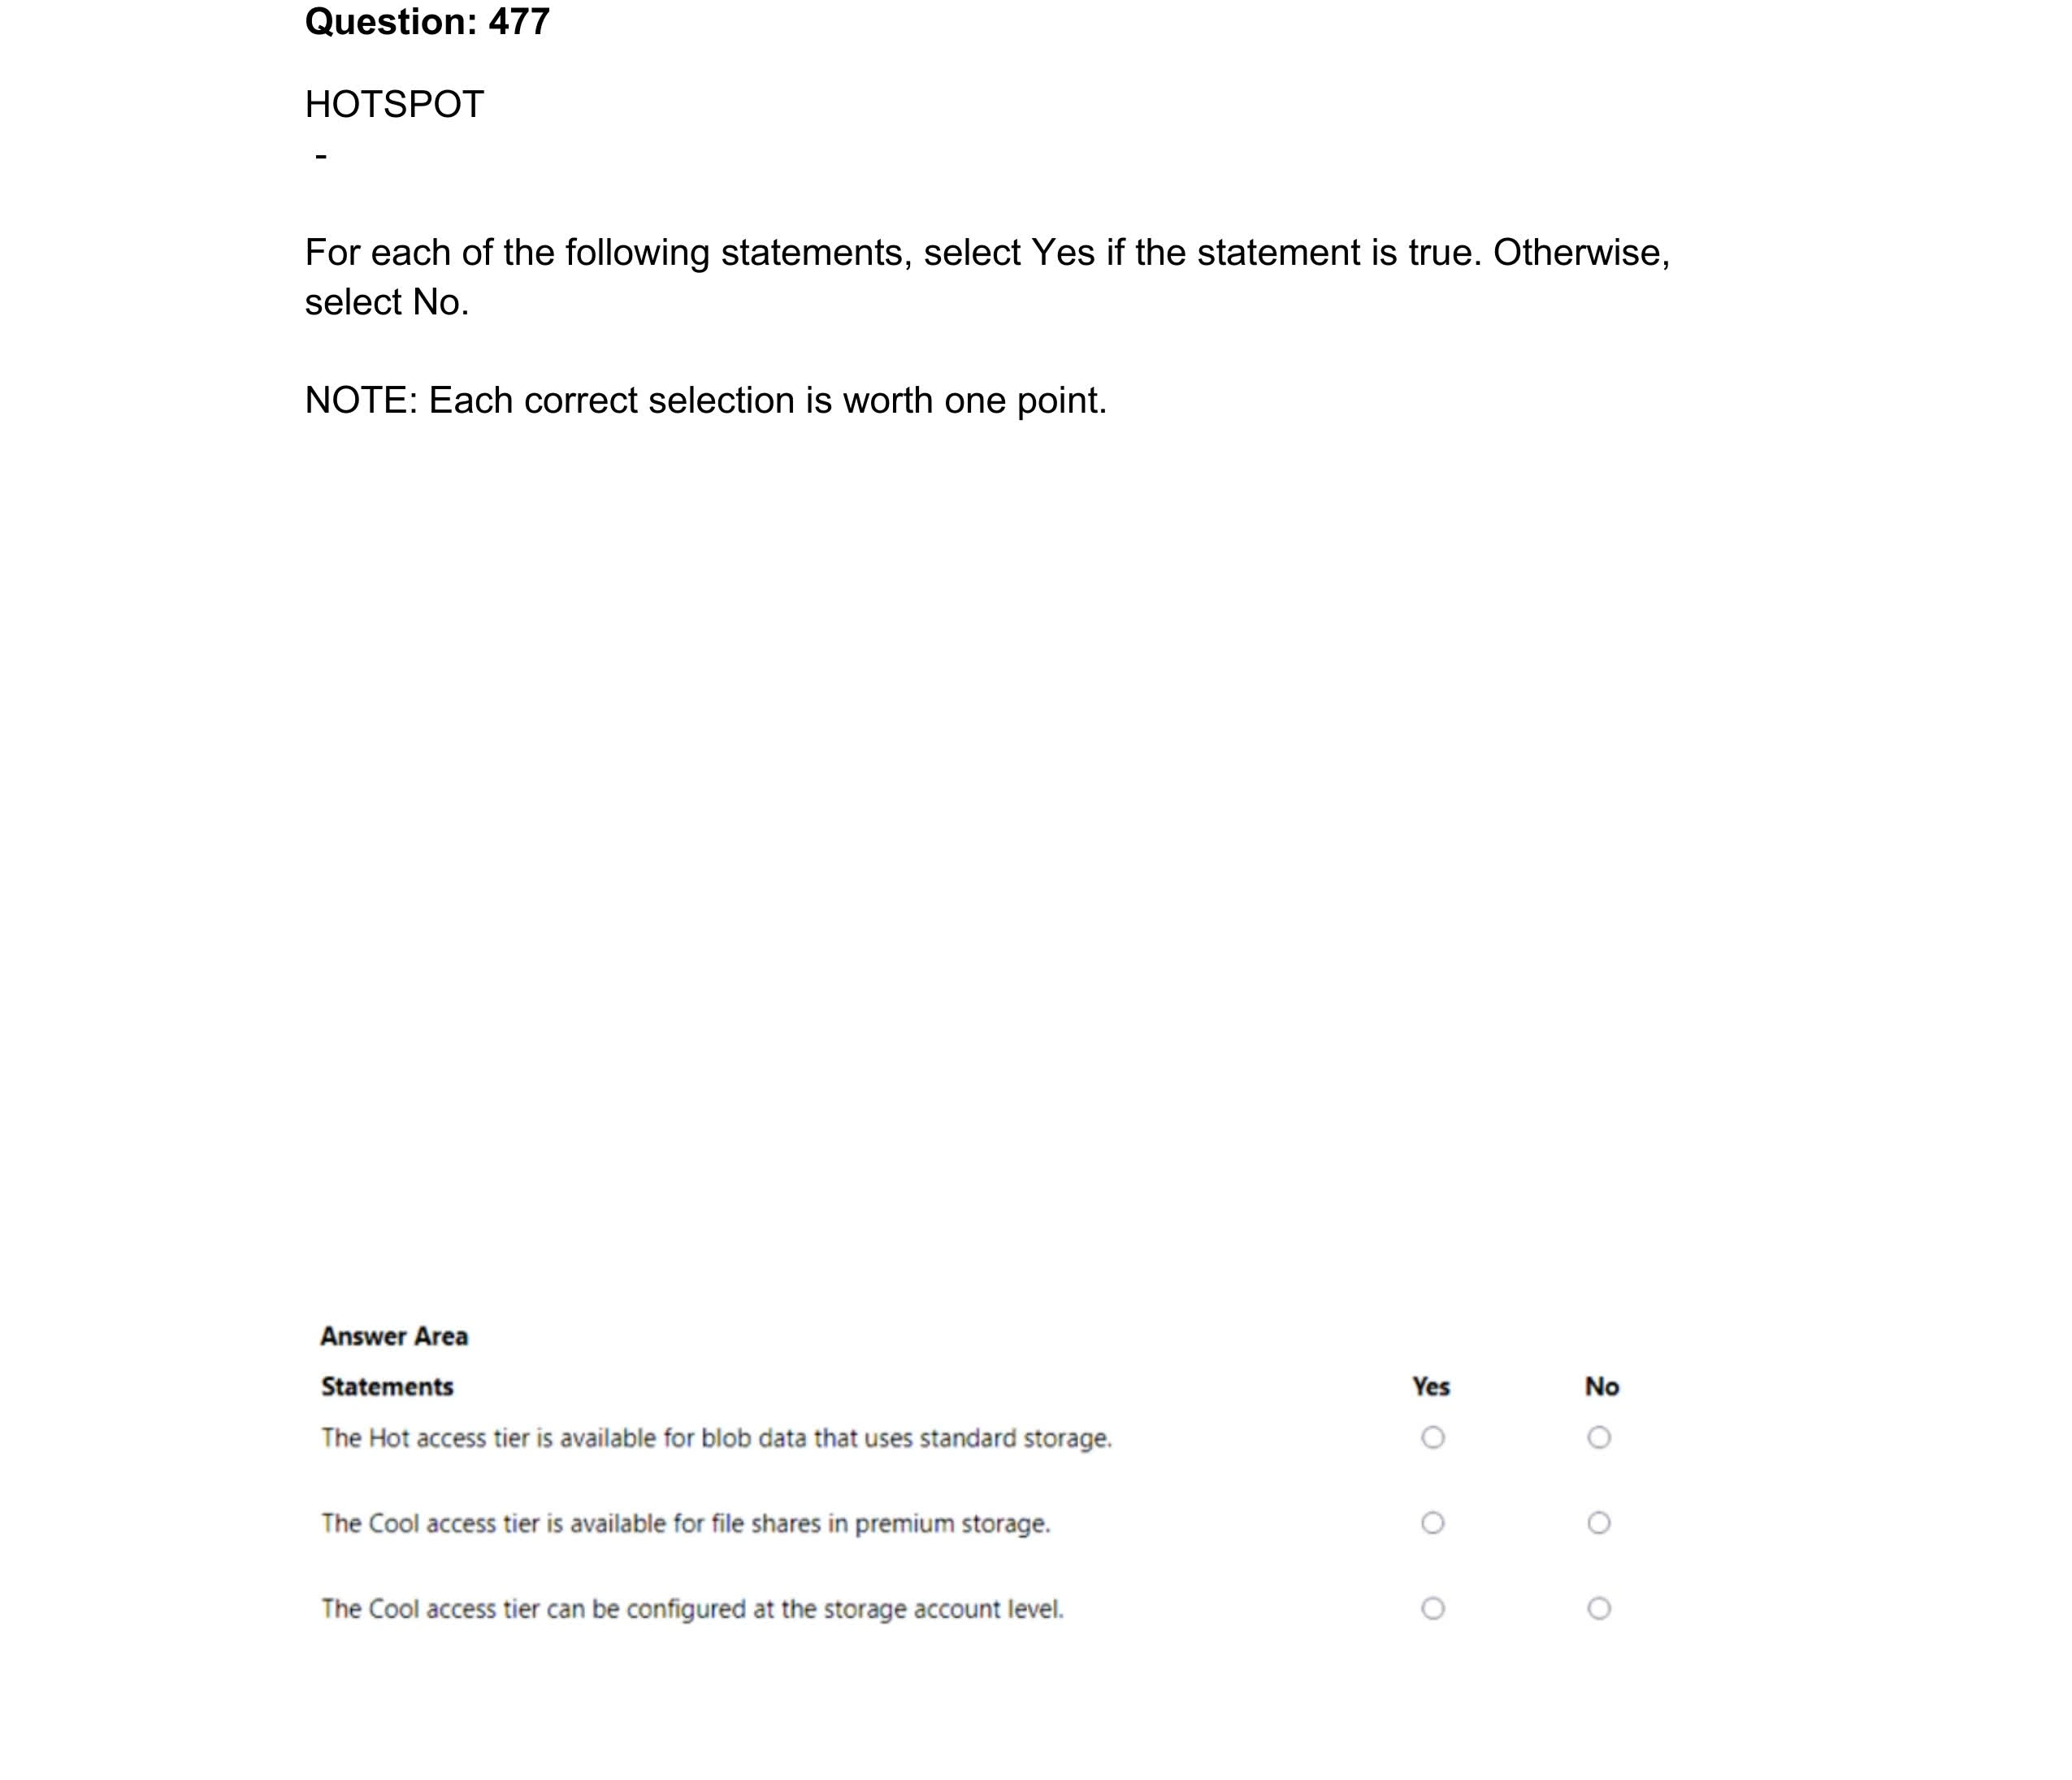 Question: 477
HOTSPOT
-
For each of the following statements, select Yes if the statement is true. Otherwise,
select No.
NOTE: Each correct selection is worth one point.
Answer Area
Statements Yes No
The Hot access tier is available for blob data that uses standard storage.
The Cool access tier is available for file shares in premium storage.
The Cool access tier can be configured at the storage account level.